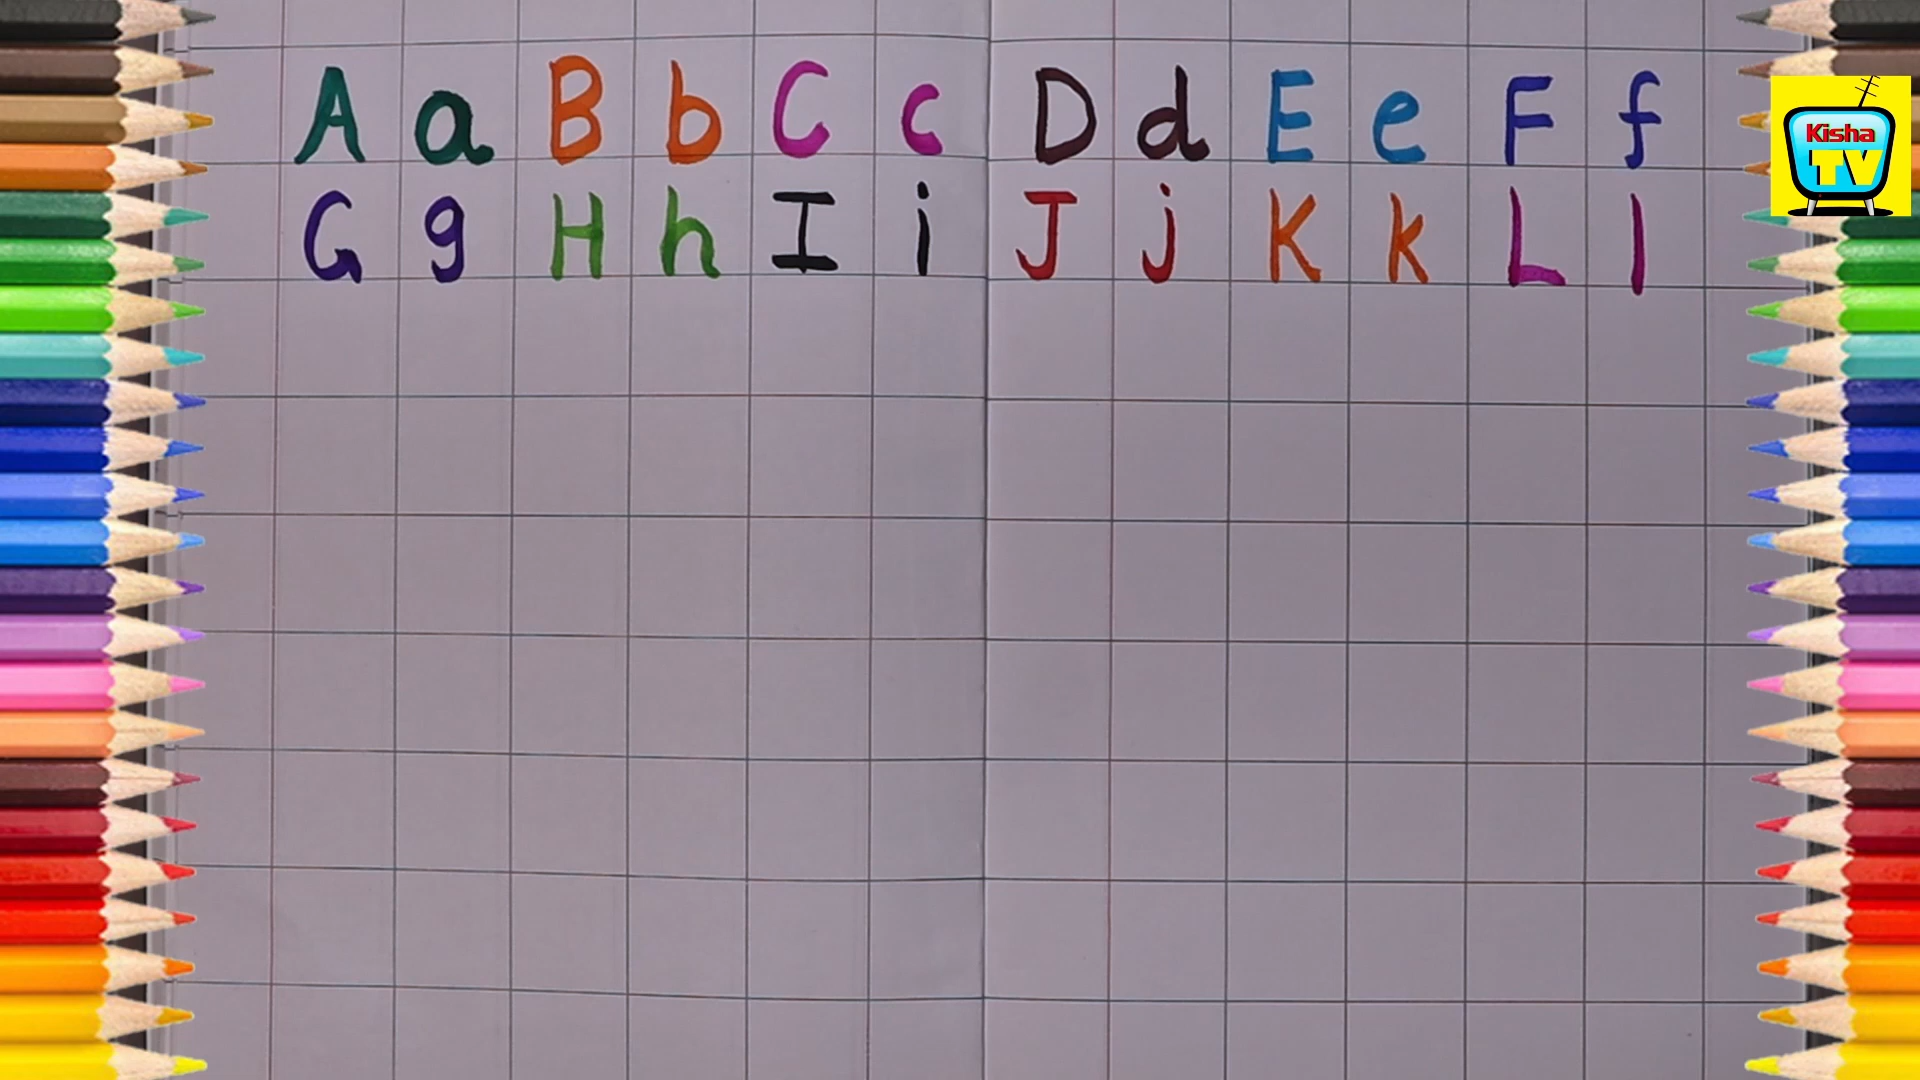 A a B b C c D d E e F f
G g H h I i J j K k L l
Kisha
TV